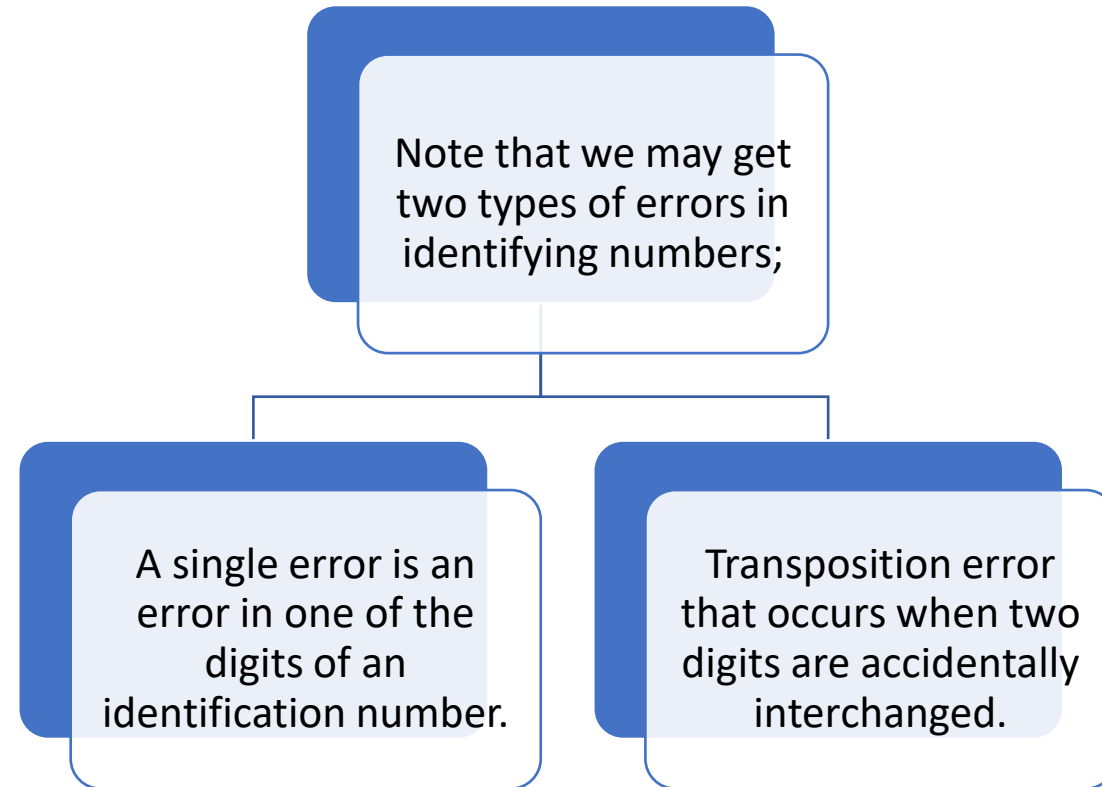 Note that we may get
two types of errors in
identifying numbers;
A single error is an
error in one of the
digits of an
identification number.
Transposition error
that occurs when two
digits are accidentally
interchanged.